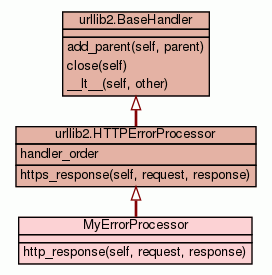 urllib2.BaseHandler
add_parent(self, parent)
close(self)
__lt__(self, other)
urllib2.HTTPErrorProcessor
handler_order
https_response(self, request, response)
MyErrorProcessor
http_response(self, request, response)